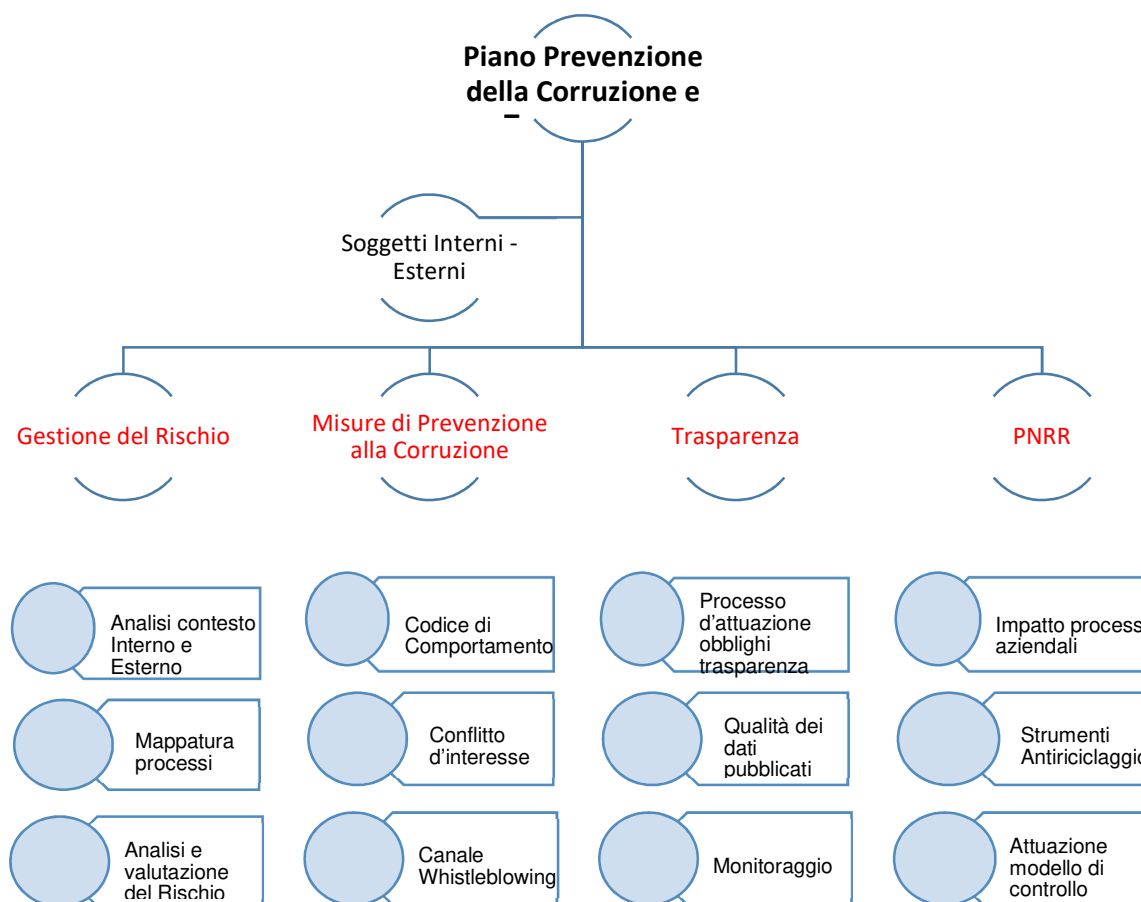 Piano Prevenzione
della Corruzione e
Soggetti Interni -
Esterni
Gestione del Rischio
Misure di Prevenzione
alla Corruzione
Trasparenza
PNRR
Analisi contesto
Interno e
Esterno
Codice di
Comportamento
Processo
d'attuazione
obblighi
trasparenza
Impatto process
aziendali
Mappatura
processi
Conflitto
d'interesse
Qualità dei
dati
pubblicati
Strumenti
Antiriciclaggio
Analisi e
valutazione
del Rischio
Canale
Whistleblowing
Monitoraggio
Attuazione
modello di
controllo